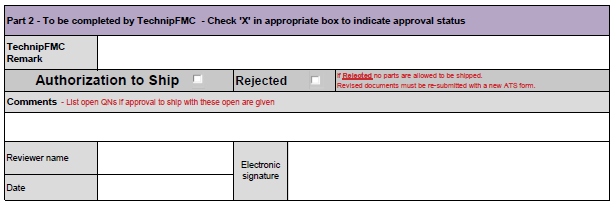 Part 2 - To be completed by TechnipFMC - Check 'X' in appropriate box to indicate approval status
TechnipFMC
Remark
Authorization to Ship
Rejected
If Rejected no parts are allowed to be shipped.
Revised documents must be re-submitted with a new ATS form.
Comments - List open QNs if approval to ship with these open are given
Reviewer name
Electronic
signature
Date